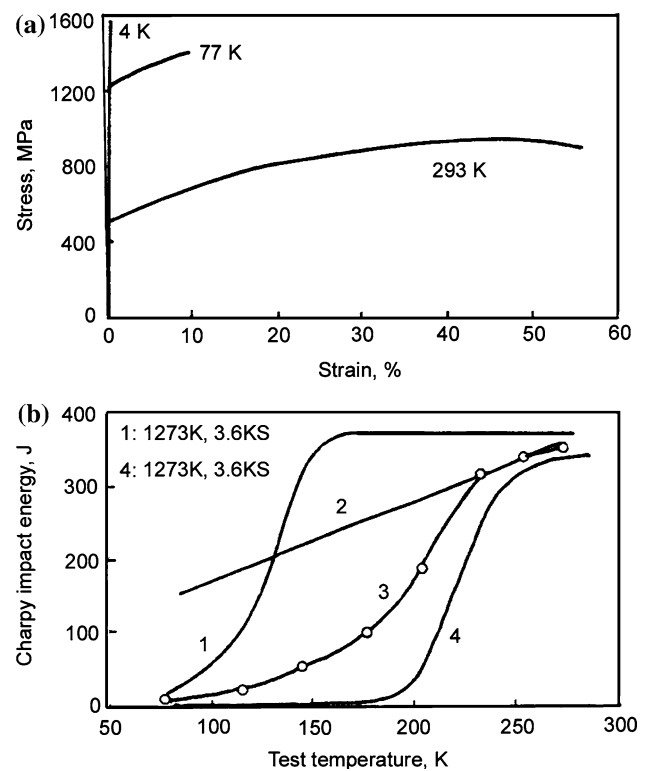 (a)
1600
1200
800
400
0
Stress, MPa
4 K
77 K
293 K
0 10 20 30 40 50 60
Strain, %
(b)
400
300
200
100
0
Charpy impact energy, J
1: 1273K, 3.6KS
4: 1273K, 3.6KS
2
3
1
4
50 100 150 200 250 300
Test temperature, K